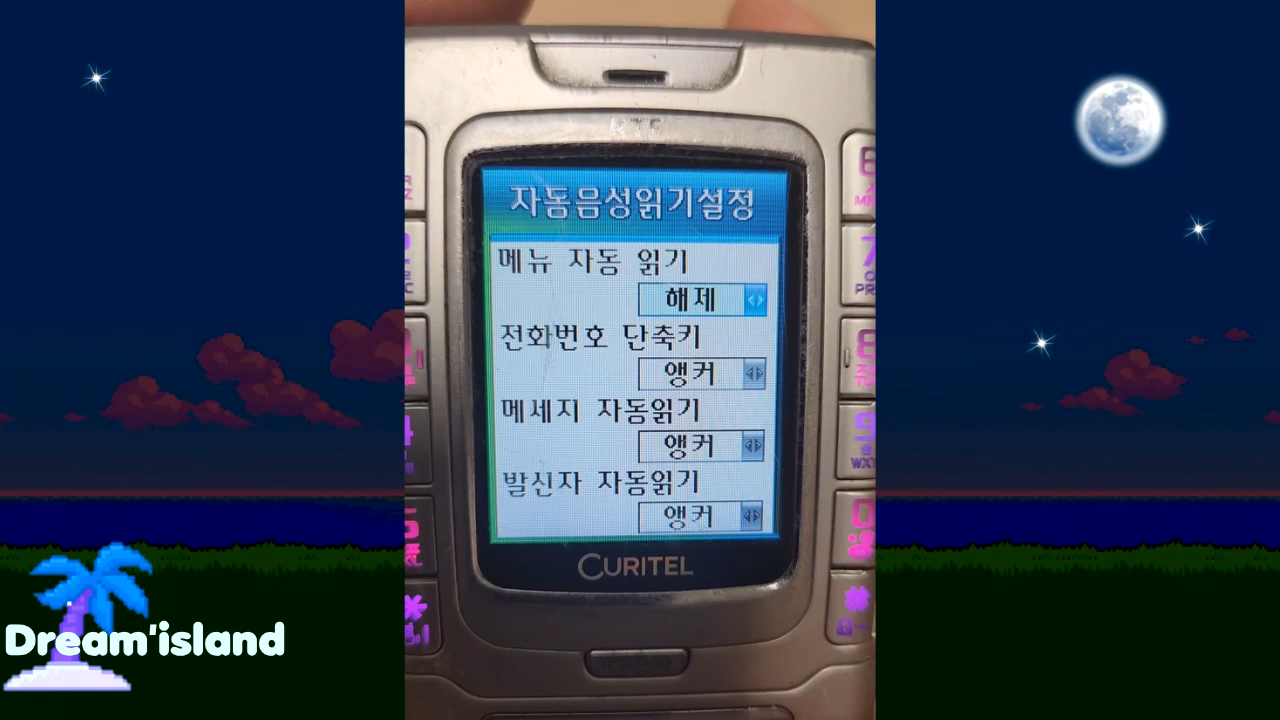 KTF
자동음성읽기설정
메뉴 자동 읽기
해제
전화번호 단축키
앵커
메세지 자동읽기
앵커
발신자 자동읽기
앵커
CURITEL
Dream'island